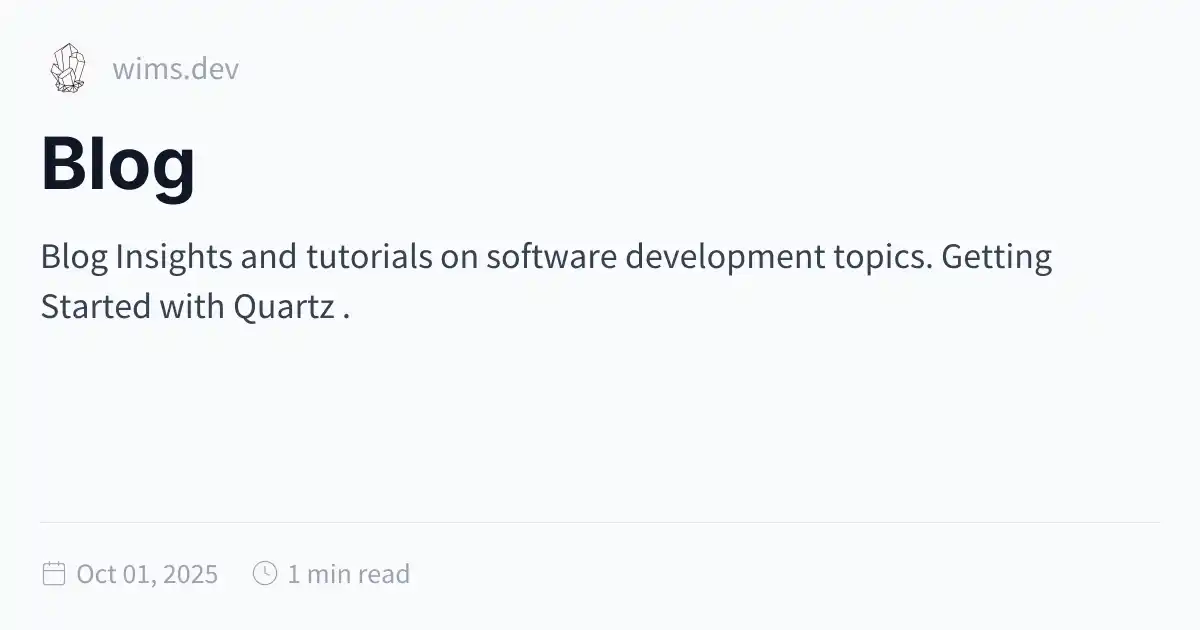 wims.dev
Blog
Blog Insights and tutorials on software development topics. Getting
Started with Quartz .
Oct 01, 2025 1 min read